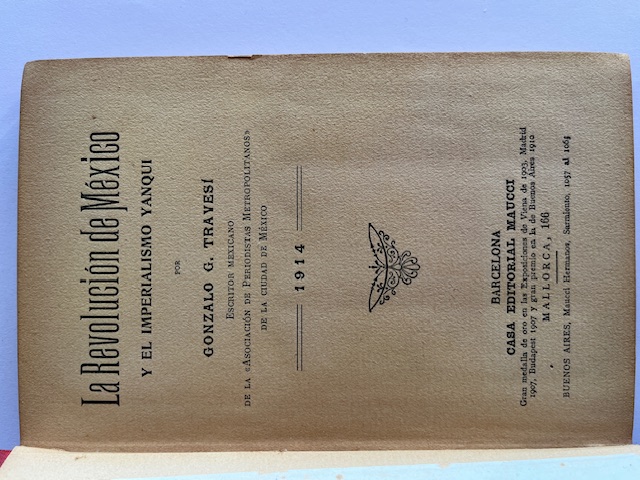 La Revolución de México
Y EL IMPERIALISMO YANQUI
POR
GONZALO G. TRAVESÍ
ESCRITOR MEXICANO
DE LA «ASOCIACIÓN DE PERIODISTAS METROPOLITANOS»
DE LA CIUDAD DE MÉXICO
1914
BARCELONA
CASA EDITORIAL MAUCCI
Gran medalla de oro en las Exposiciones de Viena de 1903, Madrid
1907, Budapest 1907 y gran premio en la de Buenos Aires 1910
MALLORCA, 166
BUENOS AIRES, Maucci Hermanos, Sarmiento, 1057 al 1065